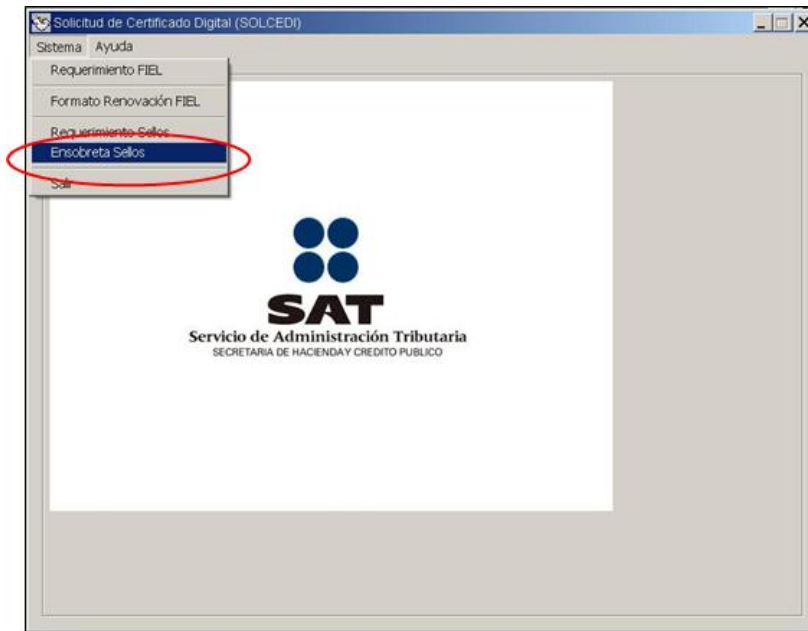 Solicitud de Certificado Digital (SOLCEDI)
Sistema Ayuda
Requerimiento FIEL
Formato Renovación FIEL
Requerimiento Sellos
Ensobreta Sellos
Salir
SAT
Servicio de Administración Tributaria
SECRETARIA DE HACIENDA Y CREDITO PUBLICO